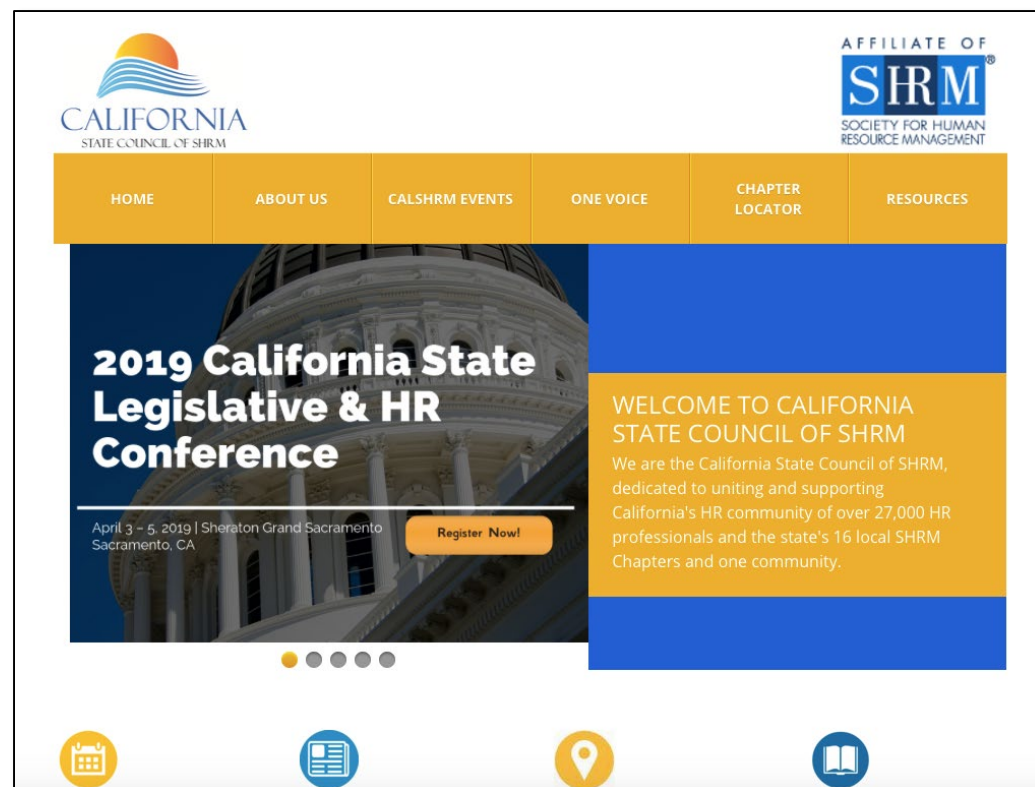 CALIFORNIA
STATE COUNCIL OF SHRM
AFFILIATE OF
SHRM®
SOCIETY FOR HUMAN
RESOURCE MANAGEMENT
HOME
ABOUT US
CALSHRM EVENTS
ONE VOICE
CHAPTER
LOCATOR
RESOURCES
2019 California State
Legislative & HR
Conference
April 3 – 5, 2019 | Sheraton Grand Sacramento
Sacramento, CA
Register Now!
WELCOME TO CALIFORNIA
STATE COUNCIL OF SHRM
We are the California State Council of SHRM,
dedicated to uniting and supporting
California's HR community of over 27,000 HR
professionals and the state's 16 local SHRM
Chapters and one community.